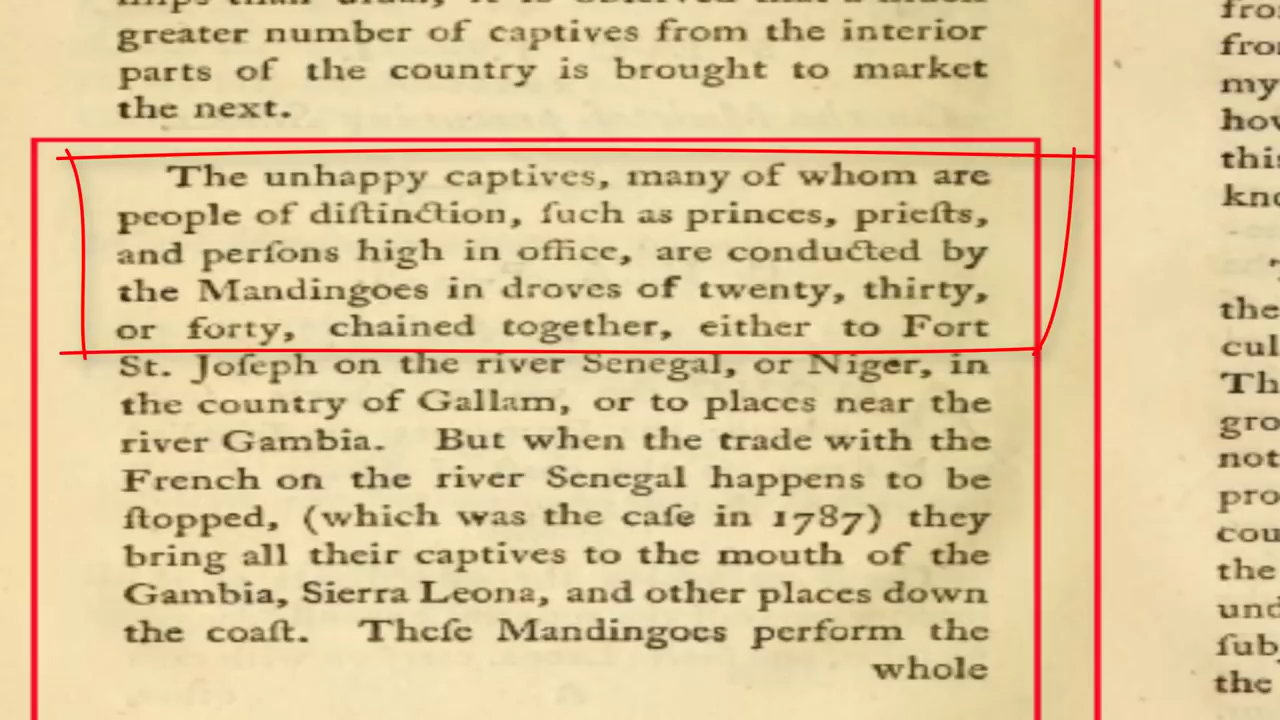 greater number of captives from the interior
parts of the country is brought to market
the next.
The unhappy captives, many of whom are
people of diſtinction, ſuch as princes, prieſts,
and perſons high in office, are conducted by
the Mandingoes in droves of twenty, thirty,
or forty, chained together, either to Fort
St. Joſeph on the river Senegal, or Niger, in
the country of Gallam, or to places near the
river Gambia. But when the trade with the
French on the river Senegal happens to be
ſtopped, (which was the caſe in 1787) they
bring all their captives to the mouth of the
Gambia, Sierra Leona, and other places down
the coaſt. Theſe Mandingoes perform the
whole
my
this
the
not
the
the